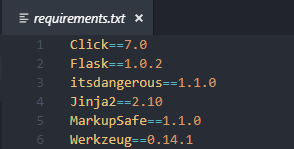 requirements.txt ×
1 Click==7.0
2 Flask==1.0.2
3 itsdangerous==1.1.0
4 Jinja2==2.10
5 MarkupSafe==1.1.0
6 Werkzeug==0.14.1